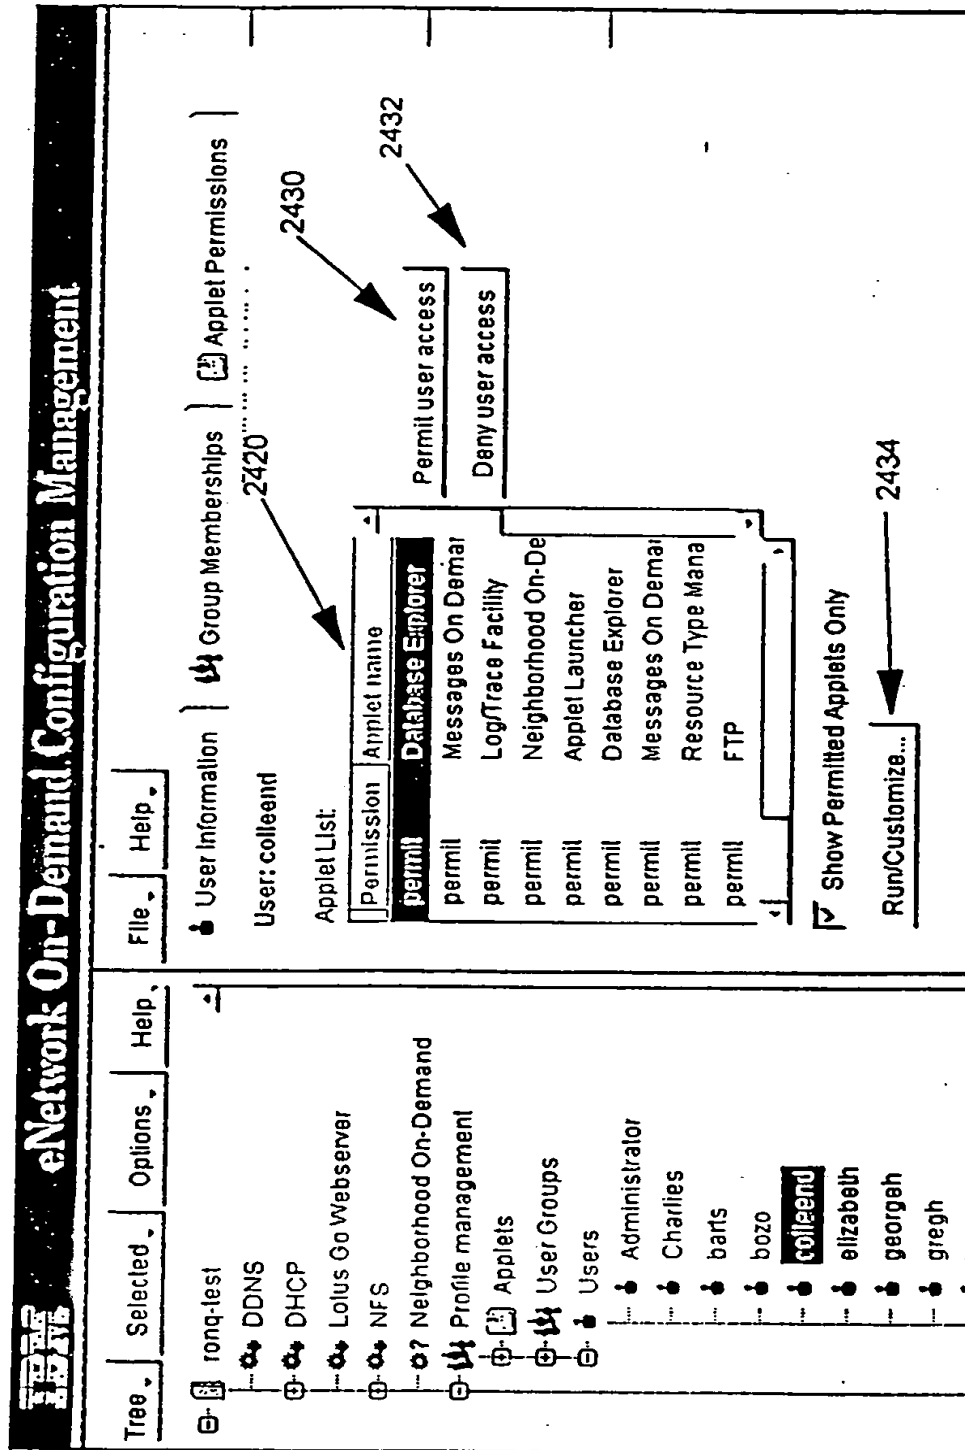 IBM eNetwork On-Demand Configuration Management
Tree Selected Options Help
ronq-test
DDNS
DHCP
Lotus Go Webserver
NFS
Neighborhood On-Demand
Profile management
Applets
User Groups
Users
Administrator
Charlies
barts
bozo
colleend
elizabeth
georgeh
gregh
File Help
User Information Group Memberships Applet Permissions
User: colleend
2420
Applet List:
Permission Applet name
permit Database Explorer
permit Messages On Deman
permit Log/Trace Facility
permit Neighborhood On-De
permit Applet Launcher
permit Database Explorer
permit Messages On Deman
permit Resource Type Mana
permit FTP
Permit user access
2430
Deny user access
2432
Show Permitted Applets Only
Run/Customize...
2434